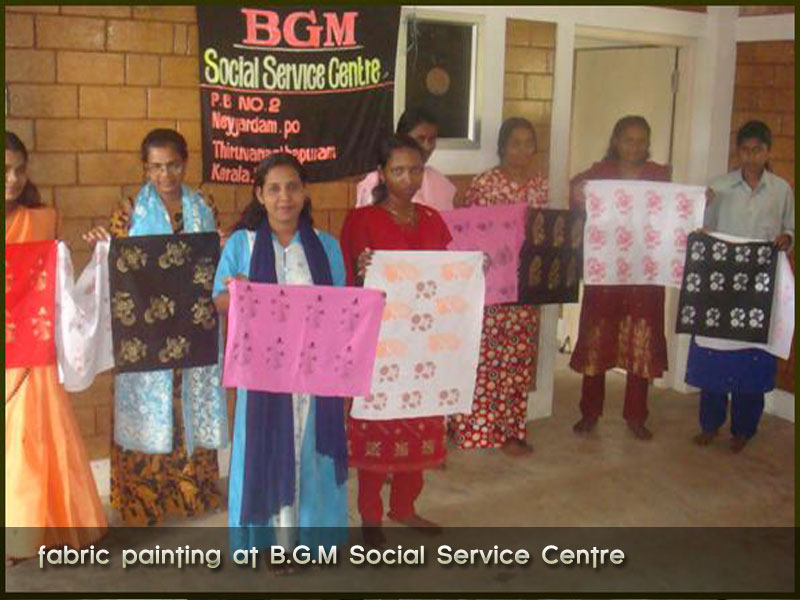 BGM
Social Service Centre
P.B NO.2
Neyyardam.po
Thiruvananthapuram
Kerala.
fabric painting at B.G.M Social Service Centre